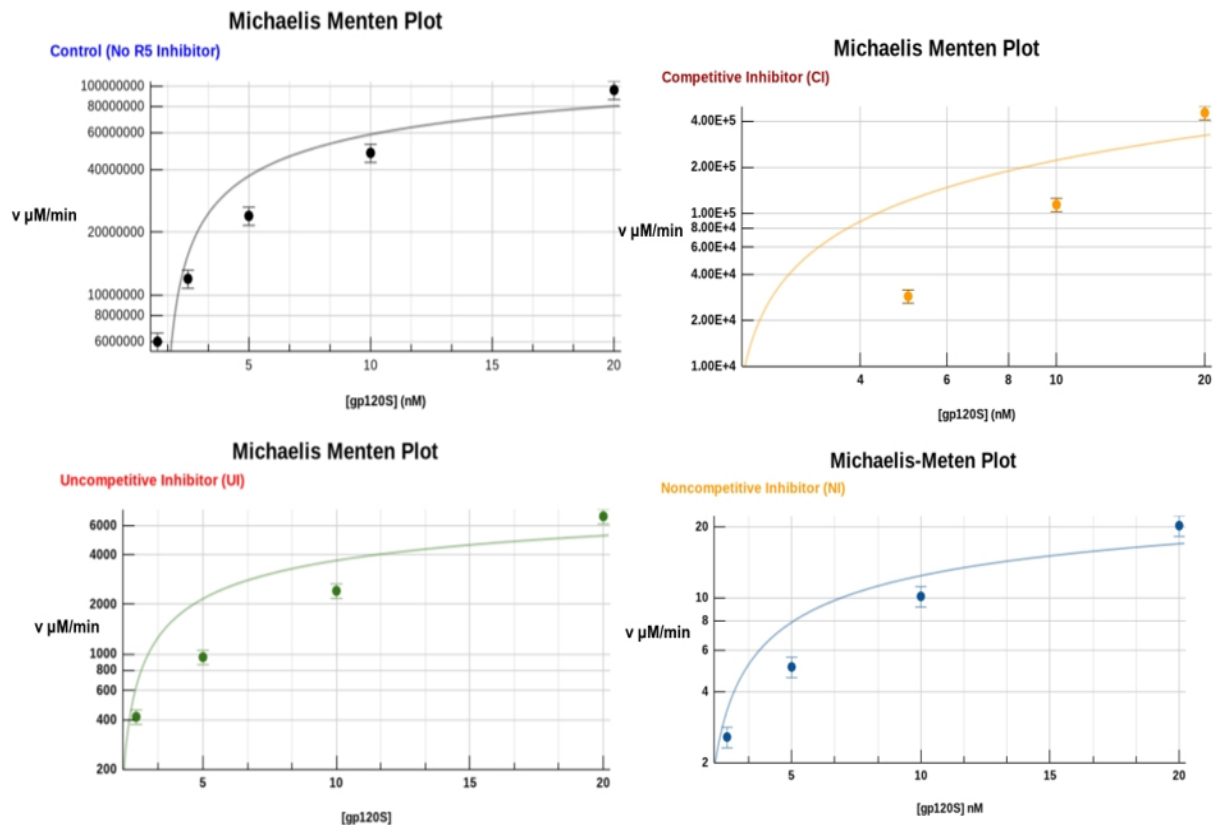 Michaelis Menten Plot
Control (No R5 Inhibitor)
100000000
80000000
60000000
40000000
v µM/min
20000000
10000000
6000000
5
10
15
20
[gp120S] (nM)
Michaelis Menten Plot
Competitive Inhibitor (CI)
4.00E+5
2.00E+5
1.00E+5
8.00E+4
v µM/min
6.00E+4
4.00E+4
2.00E+4
1.00E+4
4
6
8
10
20
[gp120S] (nM)
Michaelis Menten Plot
Uncompetitive Inhibitor (UI)
6000
4000
2000
v µM/min
1000
800
600
400
200
5
10
15
20
[gp120S]
Michaelis-Meten Plot
Noncompetitive Inhibitor (NI)
20
10
8
v µM/min
6
4
2
5
10
15
20
[gp120S] nM